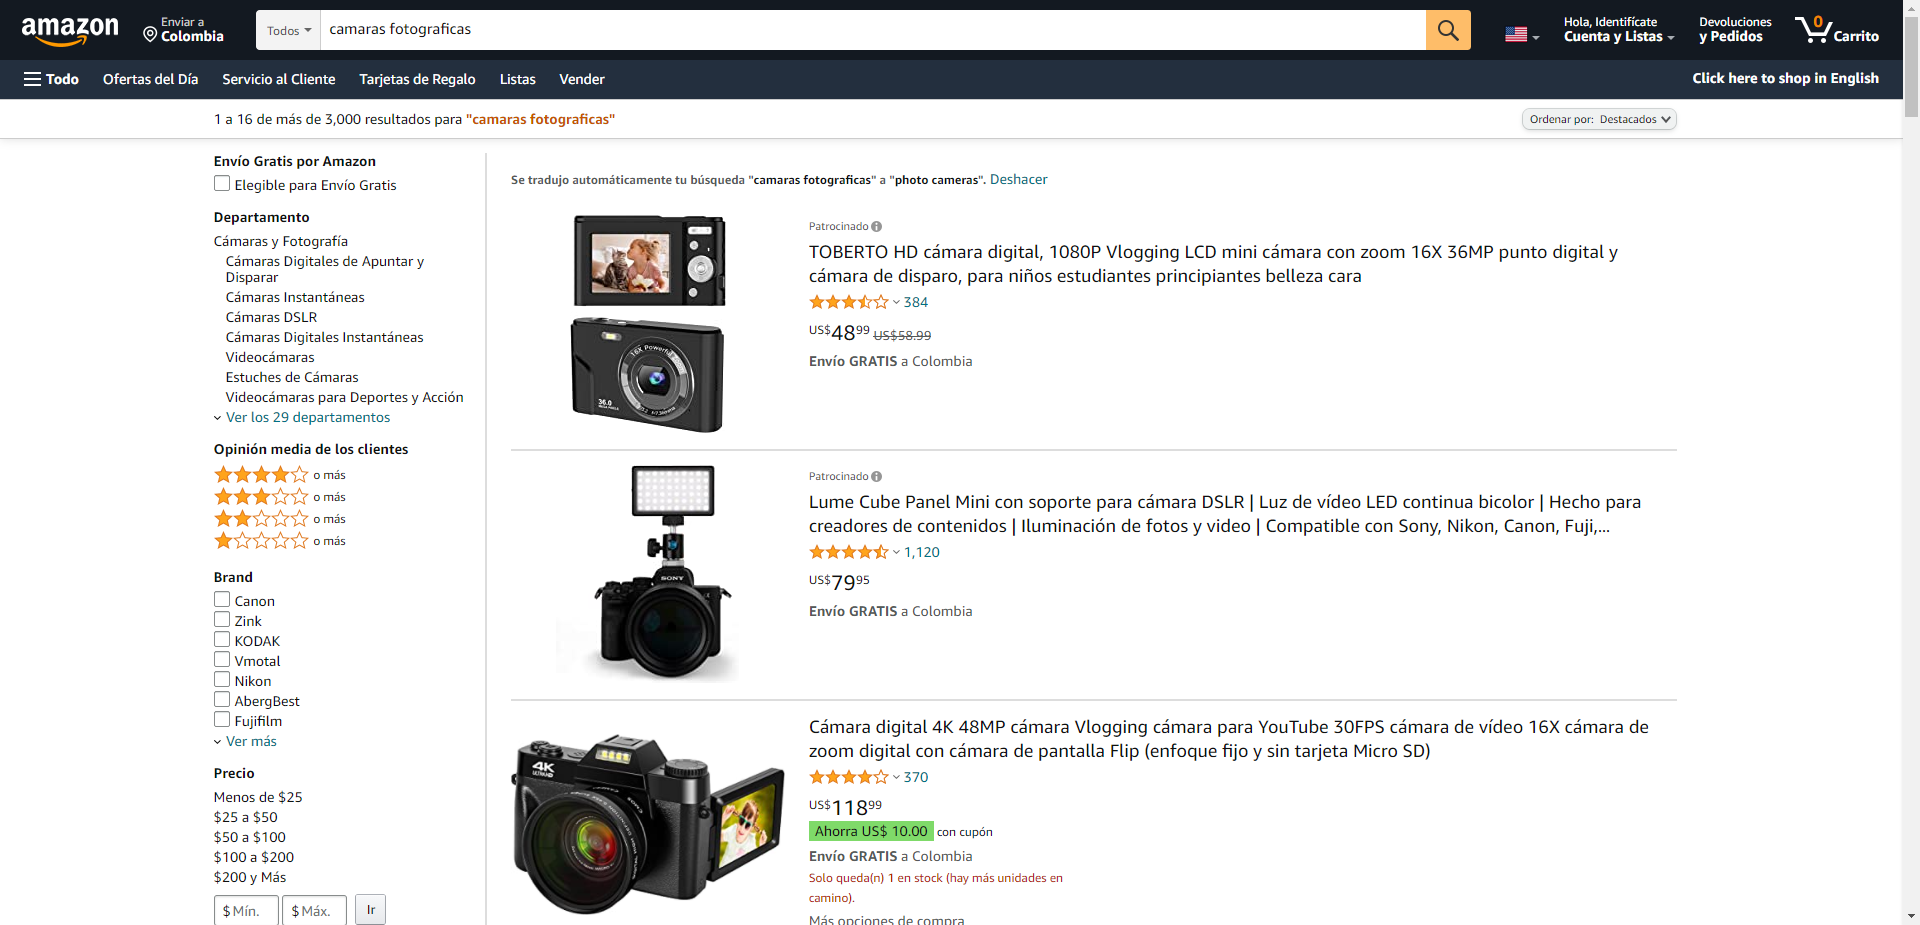 amazon
Enviar a
Colombia
Todos
camaras fotograficas
Hola, Identifícate
Cuenta y Listas
Devoluciones
y Pedidos
0
Carrito
Todo
Ofertas del Día
Servicio al Cliente
Tarjetas de Regalo
Listas
Vender
Click here to shop in English
1 a 16 de más de 3,000 resultados para "camaras fotograficas"
Ordenar por: Destacados
Envío Gratis por Amazon
Elegible para Envío Gratis
Departamento
Cámaras y Fotografía
Cámaras Digitales de Apuntar y
Disparar
Cámaras Instantáneas
Cámaras DSLR
Cámaras Digitales Instantáneas
Videocámaras
Estuches de Cámaras
Videocámaras para Deportes y Acción
Ver los 29 departamentos
Opinión media de los clientes
o más
o más
o más
o más
Brand
Canon
Zink
KODAK
Vmotal
Nikon
AbergBest
Fujifilm
Ver más
Precio
Menos de $25
$25 a $50
$50 a $100
$100 a $200
$200 y Más
$ Mín.
$ Máx.
Ir
Se tradujo automáticamente tu búsqueda "camaras fotograficas" a "photo cameras". Deshacer
16X Powerful
36.0
Patrocinado
TOBERTO HD cámara digital, 1080P Vlogging LCD mini cámara con zoom 16X 36MP punto digital y
cámara de disparo, para niños estudiantes principiantes belleza cara
384
US$4899 US$58.99
Envío GRATIS a Colombia
SONY
Patrocinado
Lume Cube Panel Mini con soporte para cámara DSLR | Luz de vídeo LED continua bicolor | Hecho para
creadores de contenidos | Iluminación de fotos y video | Compatible con Sony, Nikon, Canon, Fuji,...
1,120
US$7995
Envío GRATIS a Colombia
4K
ULTRA HD
Cámara digital 4K 48MP cámara Vlogging cámara para YouTube 30FPS cámara de vídeo 16X cámara de
zoom digital con cámara de pantalla Flip (enfoque fijo y sin tarjeta Micro SD)
370
US$11899
Ahorra US$ 10.00 con cupón
Envío GRATIS a Colombia
Solo queda(n) 1 en stock (hay más unidades en
camino).
Más opciones de compra